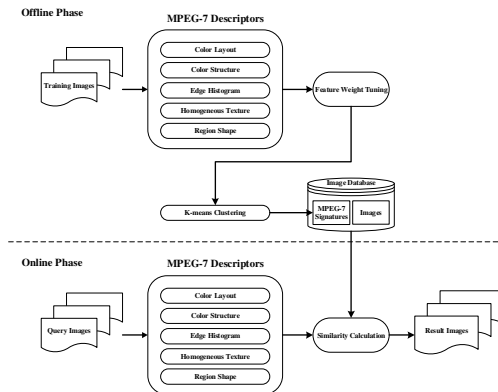 Offline Phase
MPEG-7 Descriptors
Training Images
Color Layout
Color Structure
Edge Histogram
Homogeneous Texture
Region Shape
Feature Weight Tuning
K-means Clustering
Image Database
MPEG-7
Signatures
Images
Online Phase
MPEG-7 Descriptors
Query Images
Color Layout
Color Structure
Edge Histogram
Homogeneous Texture
Region Shape
Similarity Calculation
Result Images